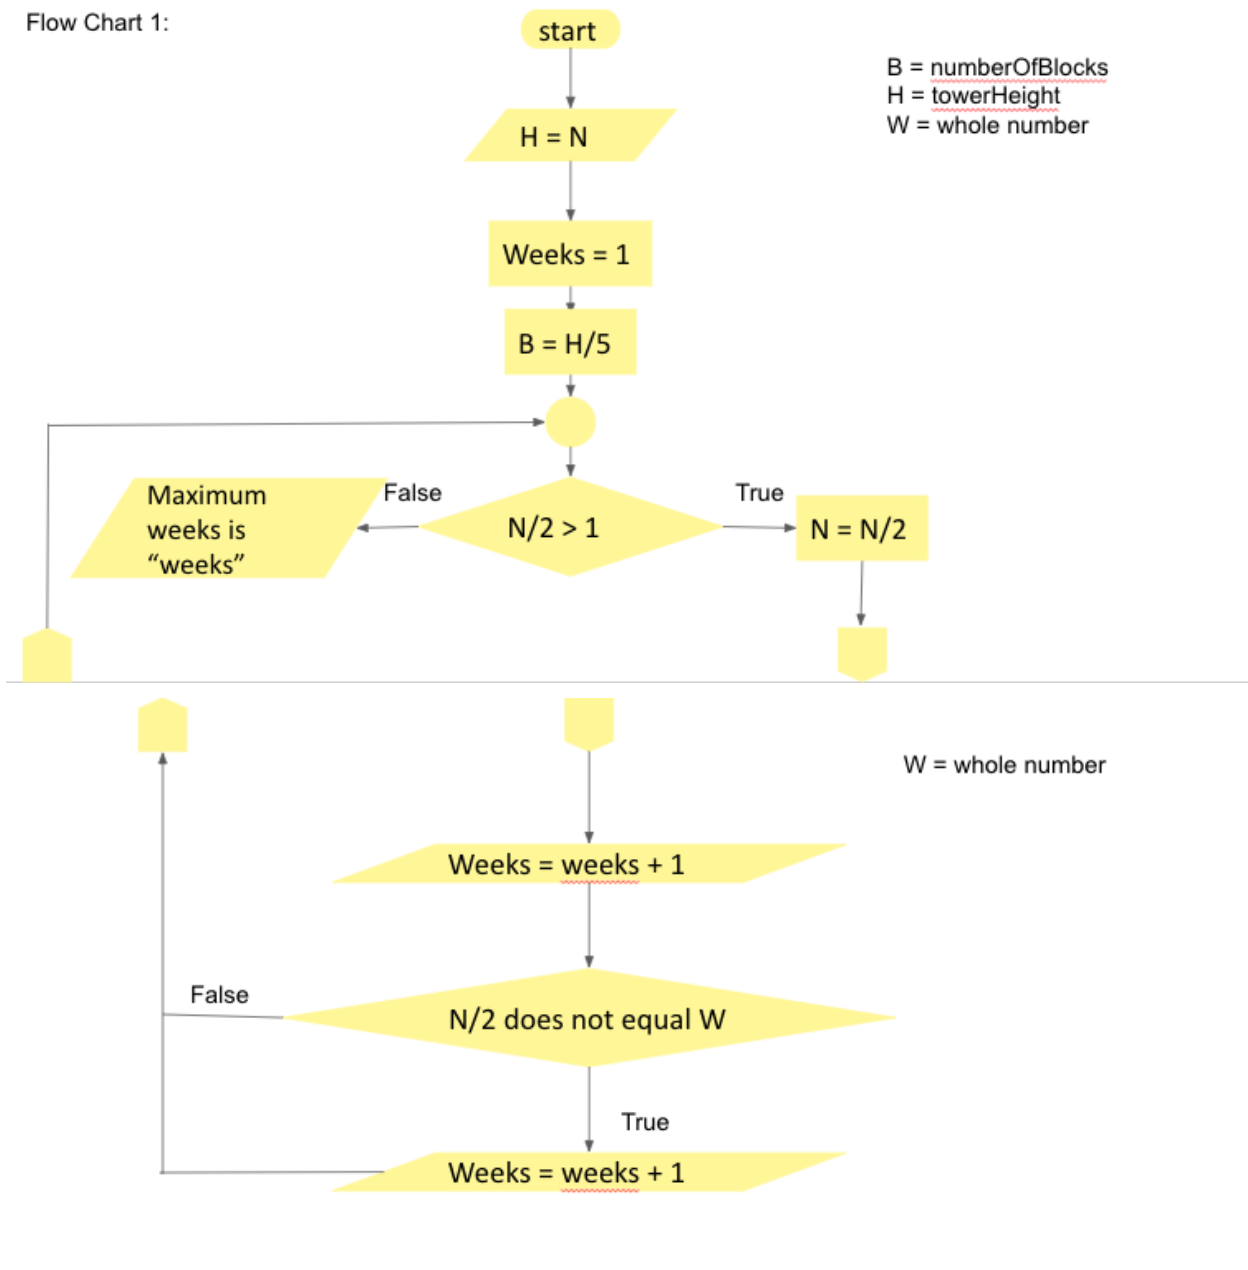 Flow Chart 1:
start
B = numberOfBlocks
H = towerHeight
W = whole number
H = N
Weeks = 1
B = H/5
Maximum
weeks is
“weeks”
False
N/2 > 1
True
N = N/2
W = whole number
Weeks = weeks + 1
False
N/2 does not equal W
True
Weeks = weeks + 1